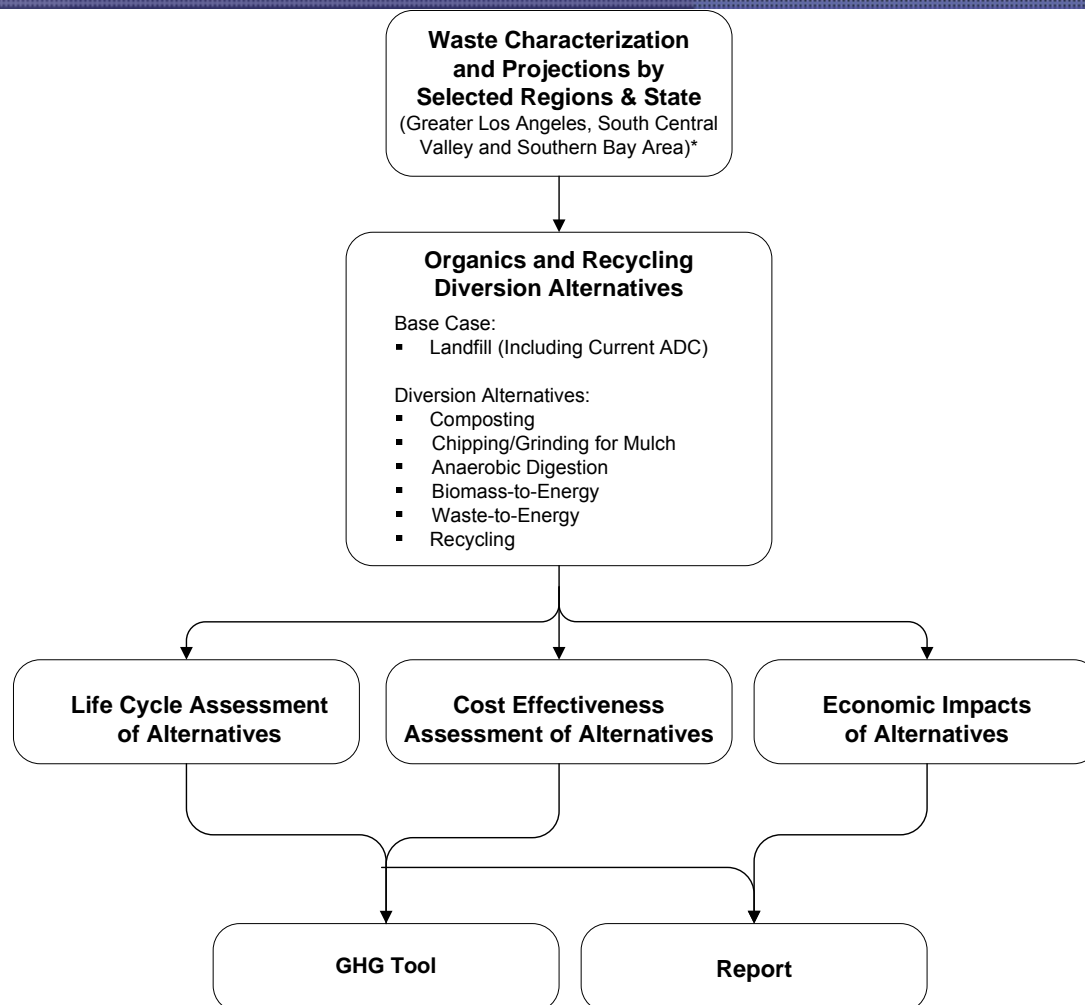 Waste Characterization
and Projections by
Selected Regions & State
(Greater Los Angeles, South Central
Valley and Southern Bay Area)*
Organics and Recycling
Diversion Alternatives
Base Case:
▪ Landfill (Including Current ADC)
Diversion Alternatives:
▪ Composting
▪ Chipping/Grinding for Mulch
▪ Anaerobic Digestion
▪ Biomass-to-Energy
▪ Waste-to-Energy
▪ Recycling
Life Cycle Assessment
of Alternatives
Cost Effectiveness
Assessment of Alternatives
Economic Impacts
of Alternatives
GHG Tool
Report